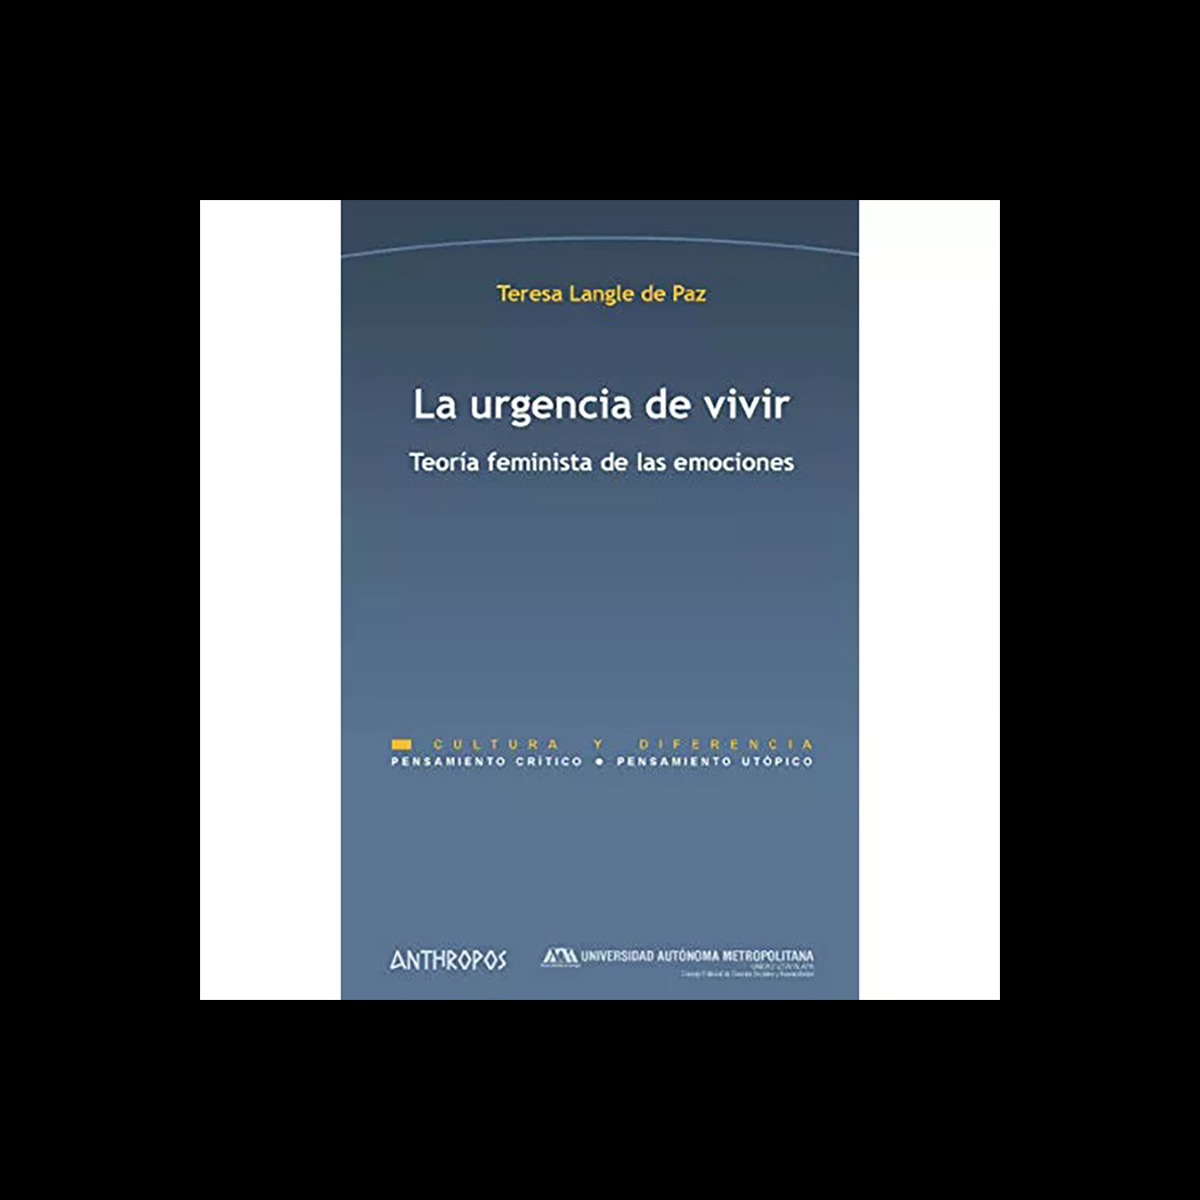 Teresa Langle de Paz
La urgencia de vivir
Teoría feminista de las emociones
CULTURA Y DIFERENCIA
PENSAMIENTO CRÍTICO ● PENSAMIENTO UTÓPICO
ANTHROPOS
UNIVERSIDAD AUTÓNOMA METROPOLITANA